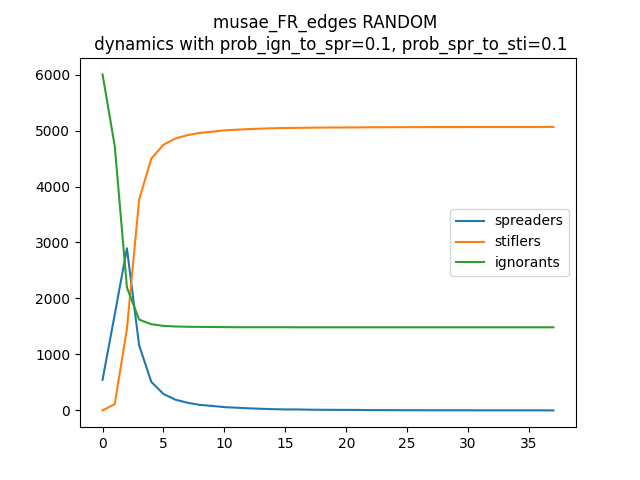 musae_FR_edges RANDOM
dynamics with prob_ign_to_spr=0.1, prob_spr_to_sti=0.1
6000
5000
4000
3000
2000
1000
0
spreaders
stiflers
ignorants
0 5 10 15 20 25 30 35